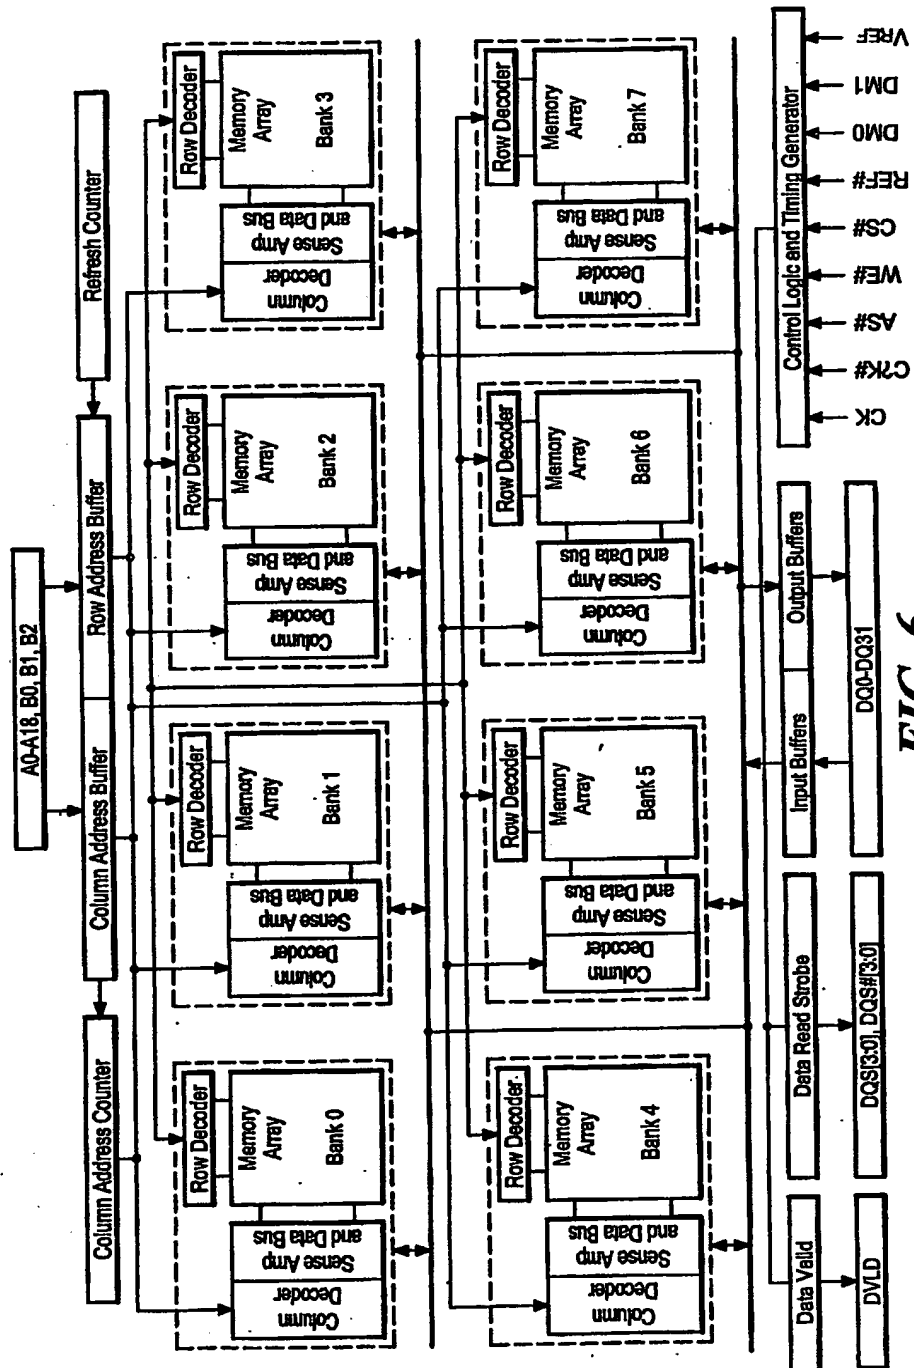 A0-A18, B0, B1, B2
Column Address Counter
Column Address Buffer
Row Address Buffer
Refresh Counter
Row Decoder
Memory
Array
Bank 0
Column
Decoder
Sense Amp
and Data Bus
Row Decoder
Memory
Array
Bank 1
Column
Decoder
Sense Amp
and Data Bus
Row Decoder
Memory
Array
Bank 2
Column
Decoder
Sense Amp
and Data Bus
Row Decoder
Memory
Array
Bank 3
Column
Decoder
Sense Amp
and Data Bus
Row Decoder
Memory
Array
Bank 4
Column
Decoder
Sense Amp
and Data Bus
Row Decoder
Memory
Array
Bank 5
Column
Decoder
Sense Amp
and Data Bus
Row Decoder
Memory
Array
Bank 6
Column
Decoder
Sense Amp
and Data Bus
Row Decoder
Memory
Array
Bank 7
Column
Decoder
Sense Amp
and Data Bus
Data Valid
Data Read Strobe
Input Buffers
Output Buffers
Control Logic and Timing Generator
DVLD
DQS[3:0], DQS#[3:0]
DQ0-DQ31
CK
C?K#
AS#
WE#
CS#
REF#
DM0
DM1
VREF
FIG. 6